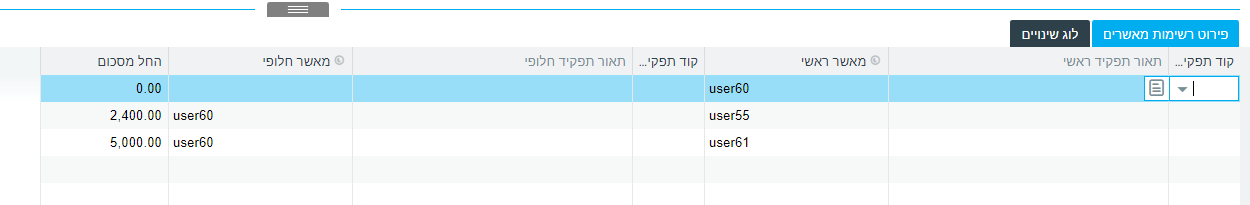 פירוט רשימות מאשרים לוג שינויים
קוד תפקי... תאור תפקיד ראשי מאשר ראשי קוד תפקי... תאור תפקיד חלופי מאשר חלופי החל מסכום
user60 0.00
user55 user60 2,400.00
user61 user60 5,000.00